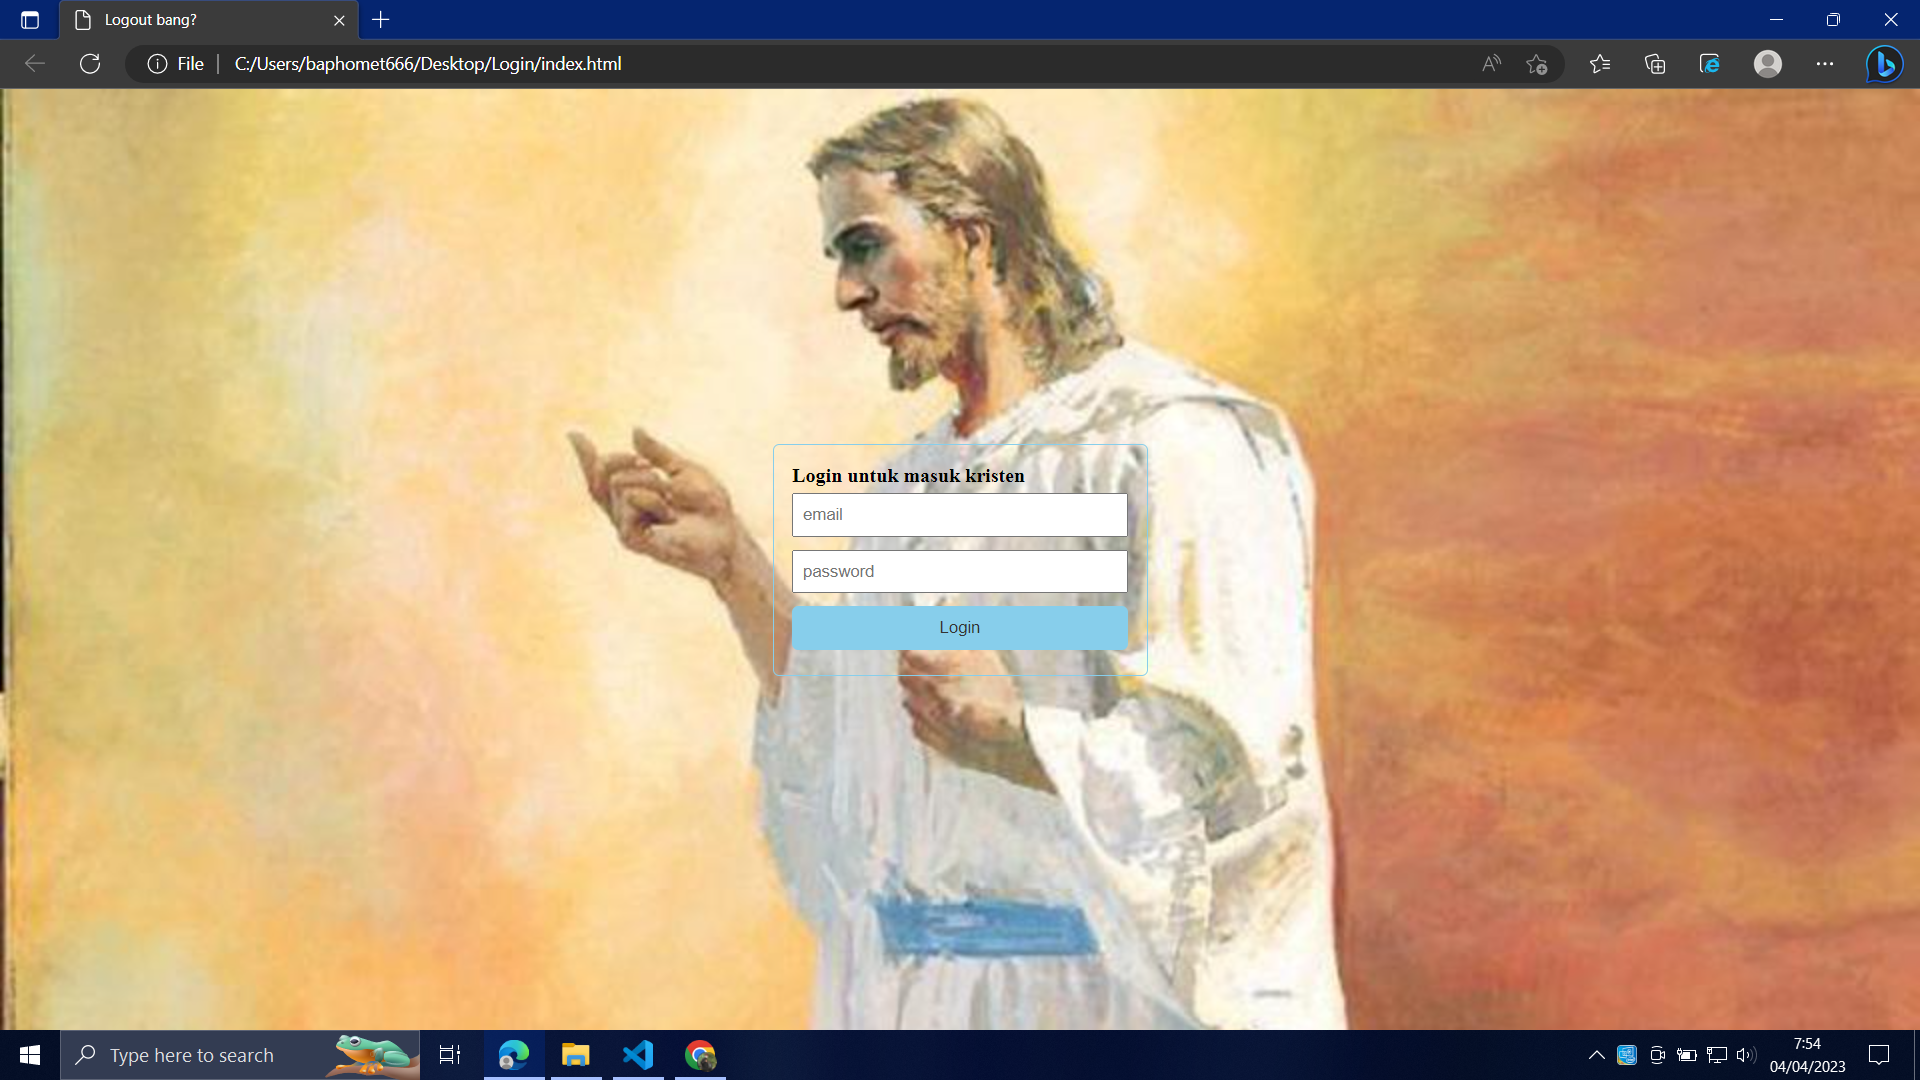 Logout bang?
File
C:/Users/baphomet666/Desktop/Login/index.html
Login untuk masuk kristen
email
password
Login
Type here to search
7:54
04/04/2023